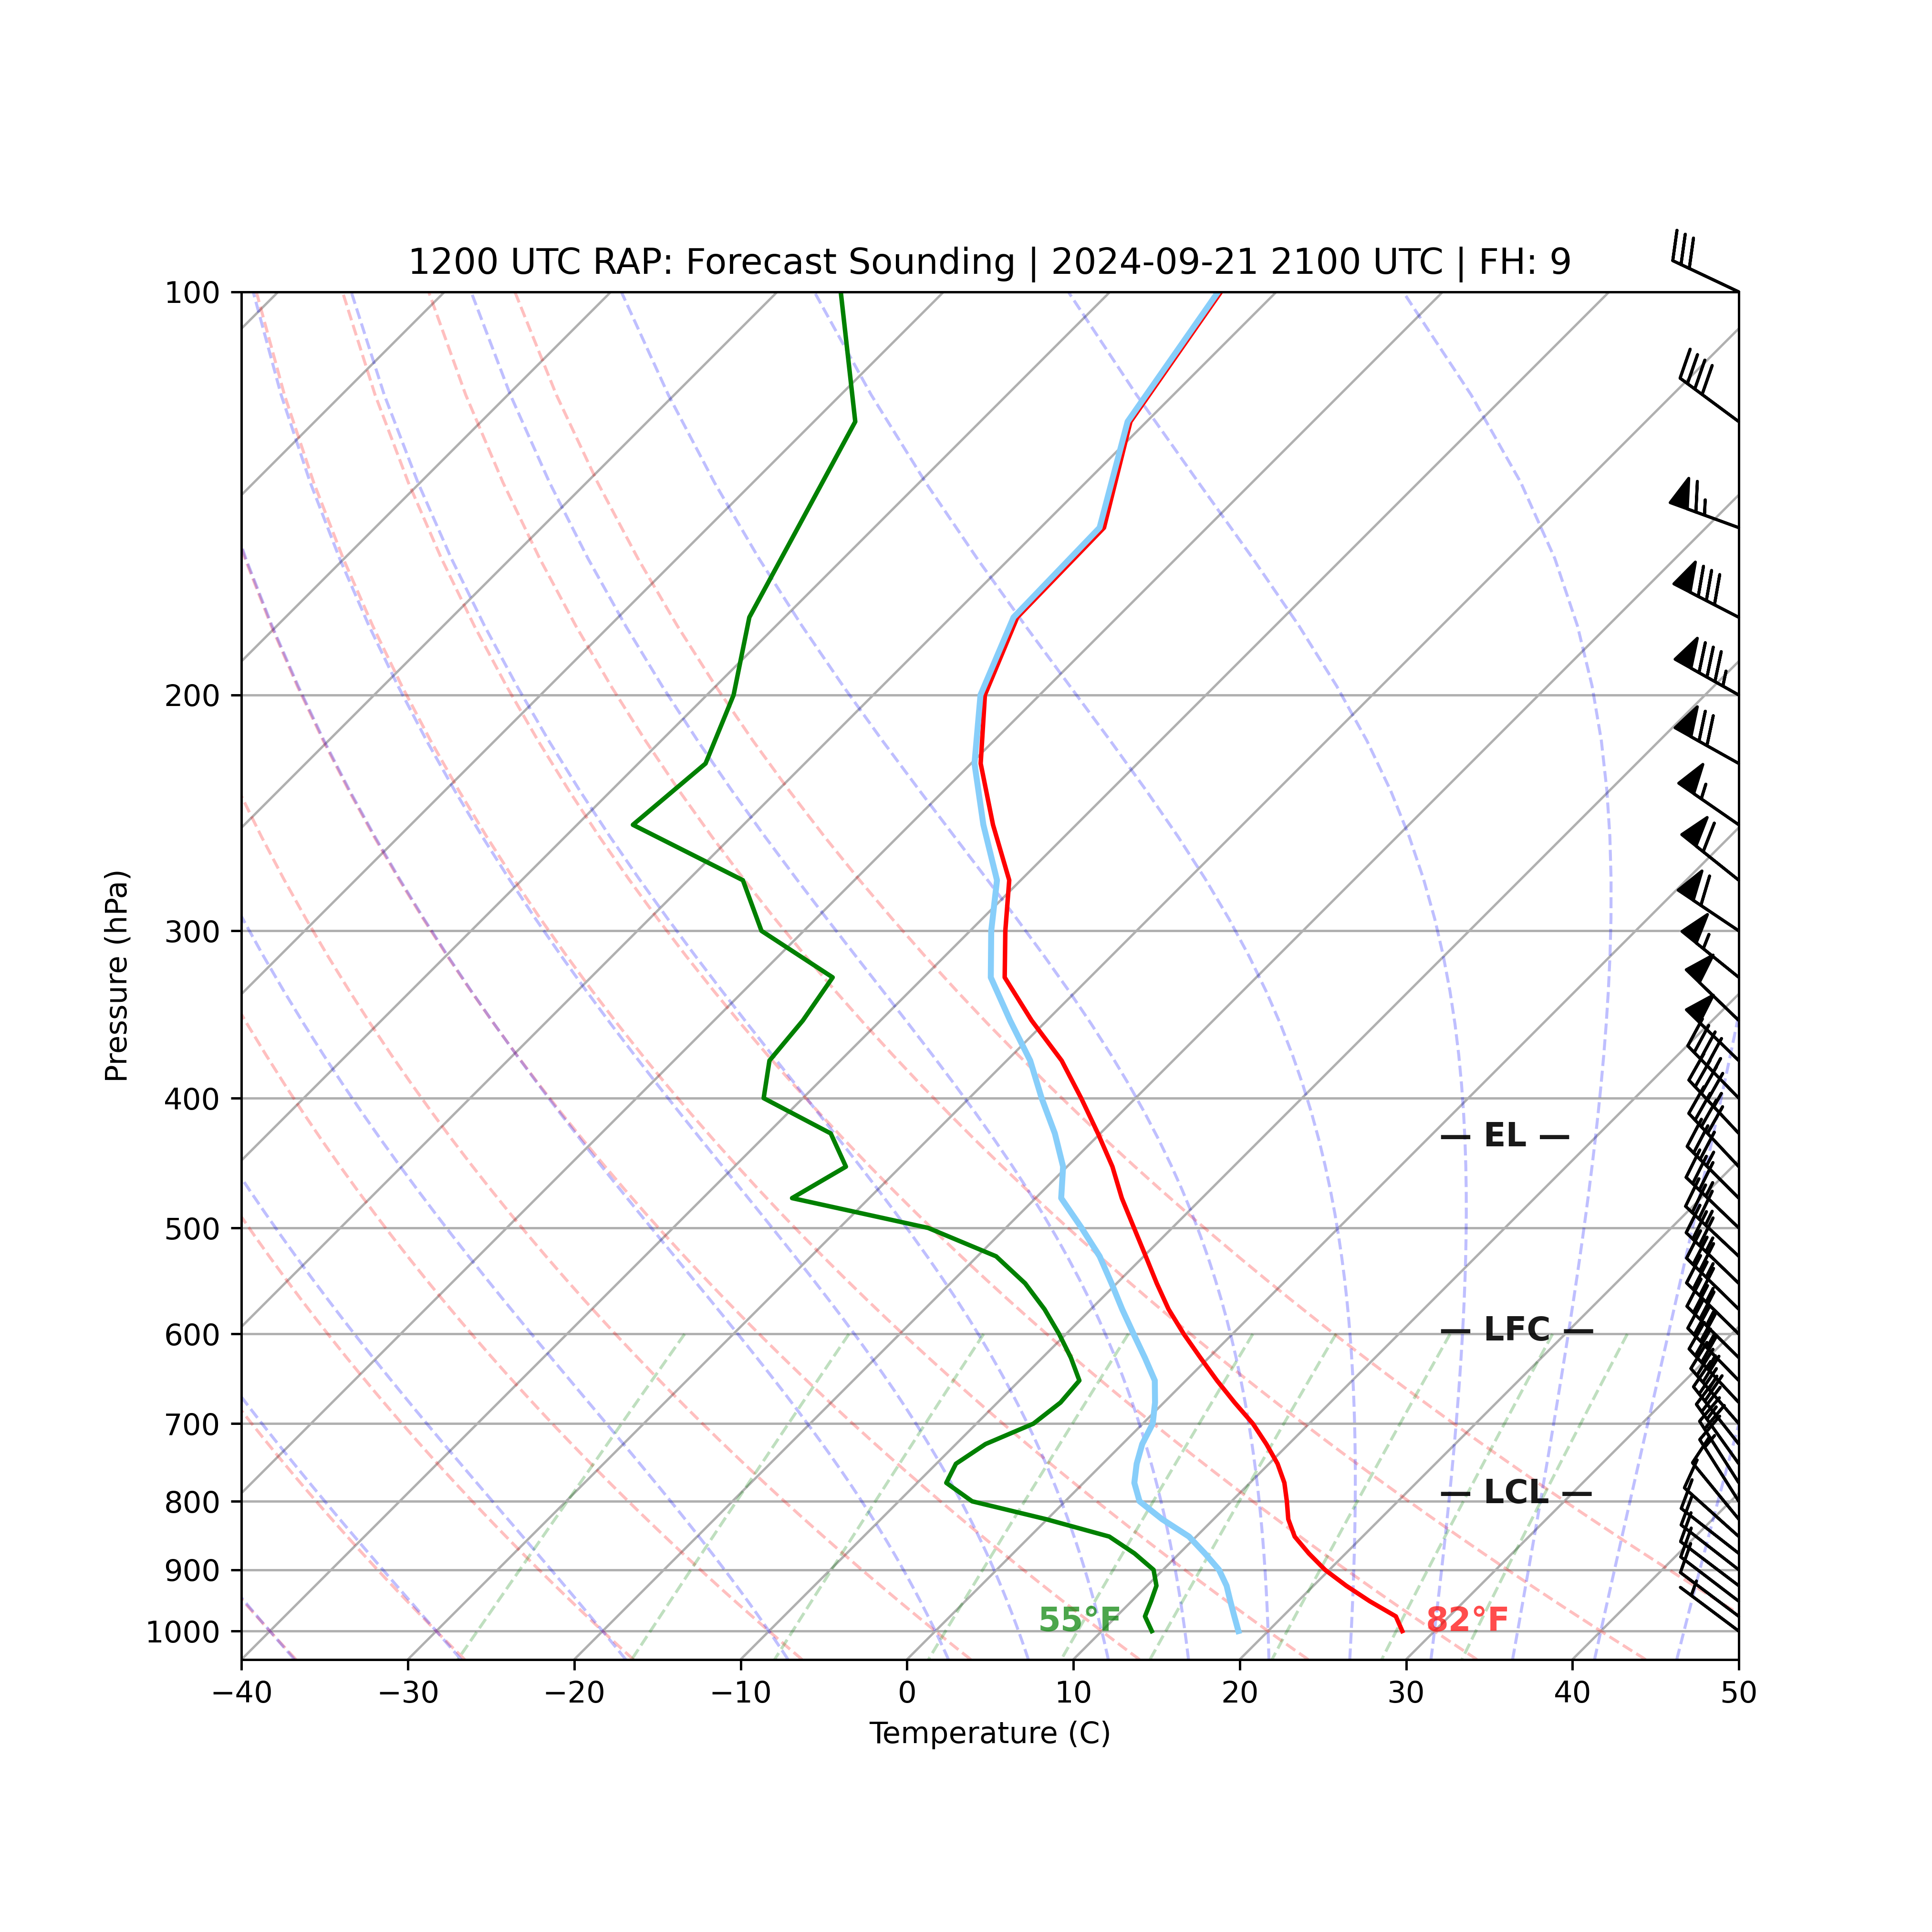 1200 UTC RAP: Forecast Sounding | 2024-09-21 2100 UTC | FH: 9
100
200
300
400
500
600
700
800
900
1000
Pressure (hPa)
— EL —
— LFC —
— LCL —
55°F
82°F
−40 −30 −20 −10 0 10 20 30 40 50
Temperature (C)